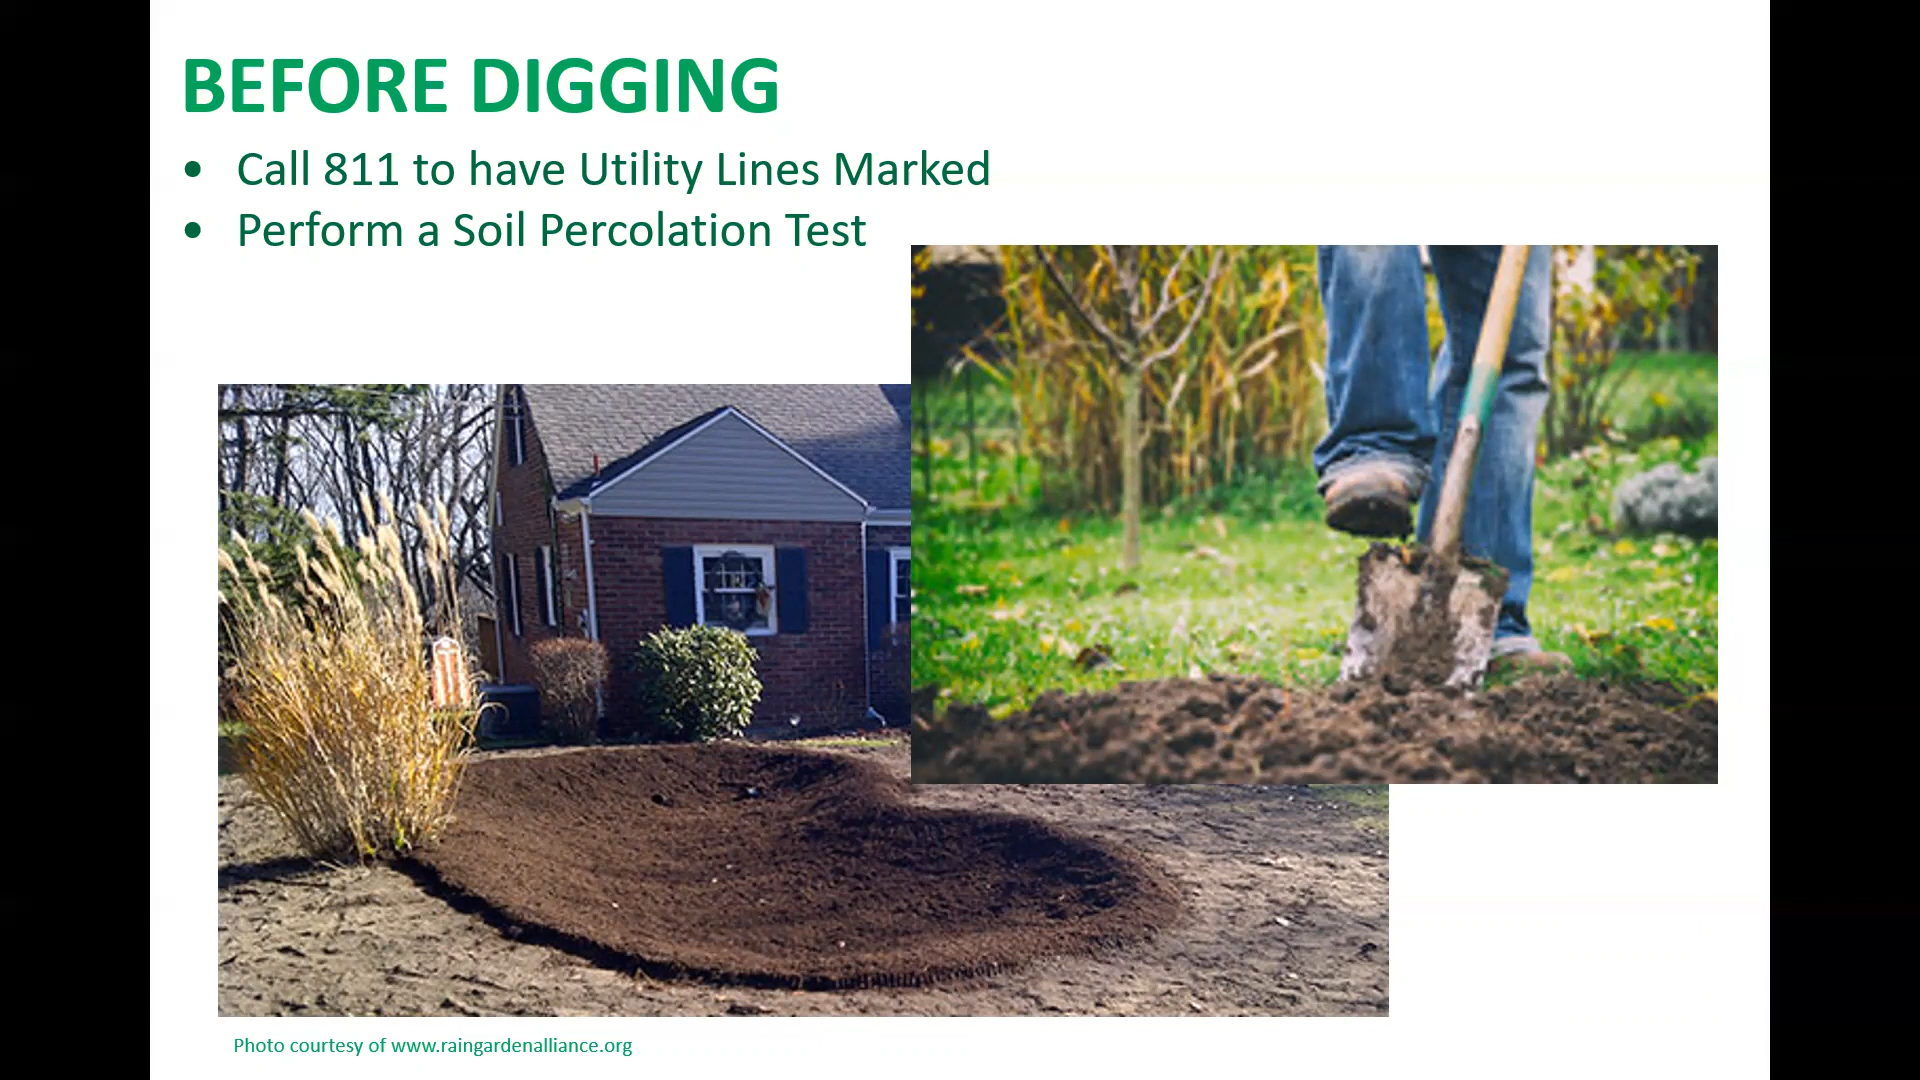 BEFORE DIGGING
• Call 811 to have Utility Lines Marked
• Perform a Soil Percolation Test
Photo courtesy of www.raingardenalliance.org